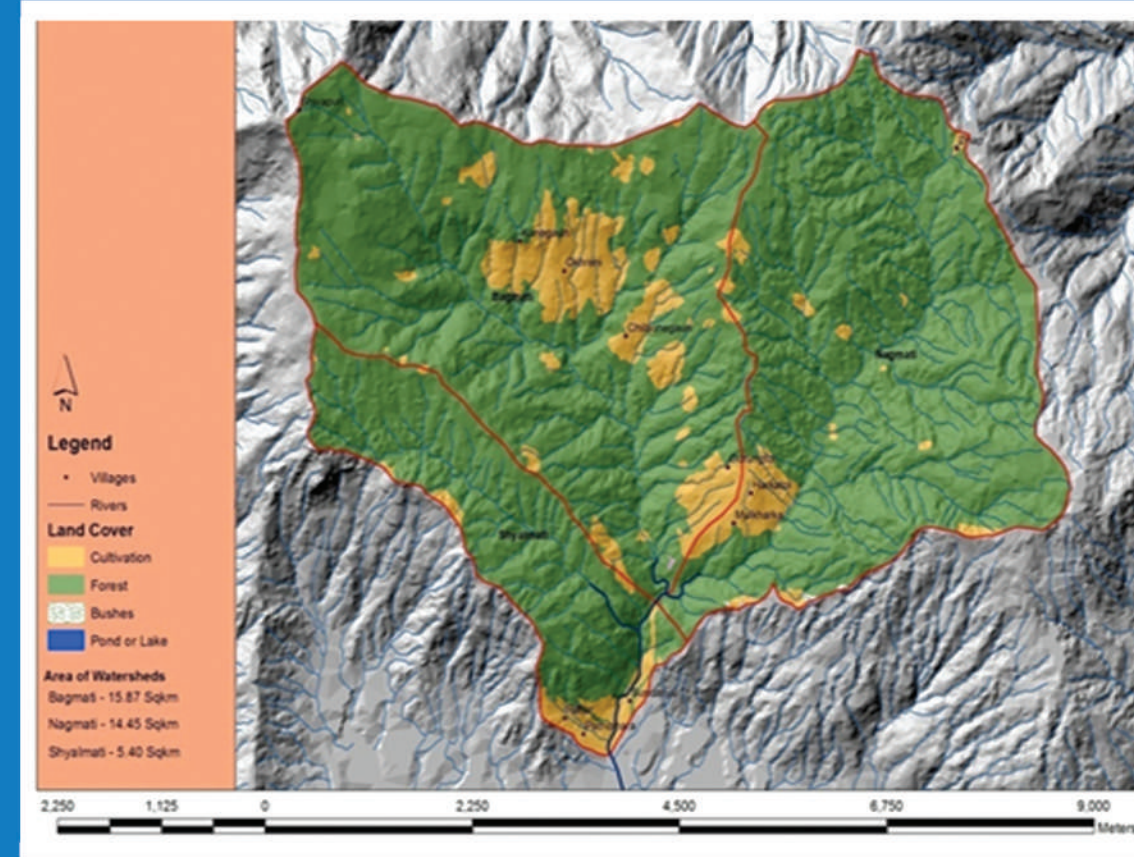 N
Legend
Villages
Rivers
Land Cover
Cultivation
Forest
Bushes
Pond or Lake
Area of Watersheds
Bagmati - 15.87 Sqkm
Nagmati - 14.45 Sqkm
Shyalmati - 5.40 Sqkm
Bagmati
Nagmati
Mulkharka
Shyalmati
2,250 1,125 0 2,250 4,500 6,750 9,000
Meters